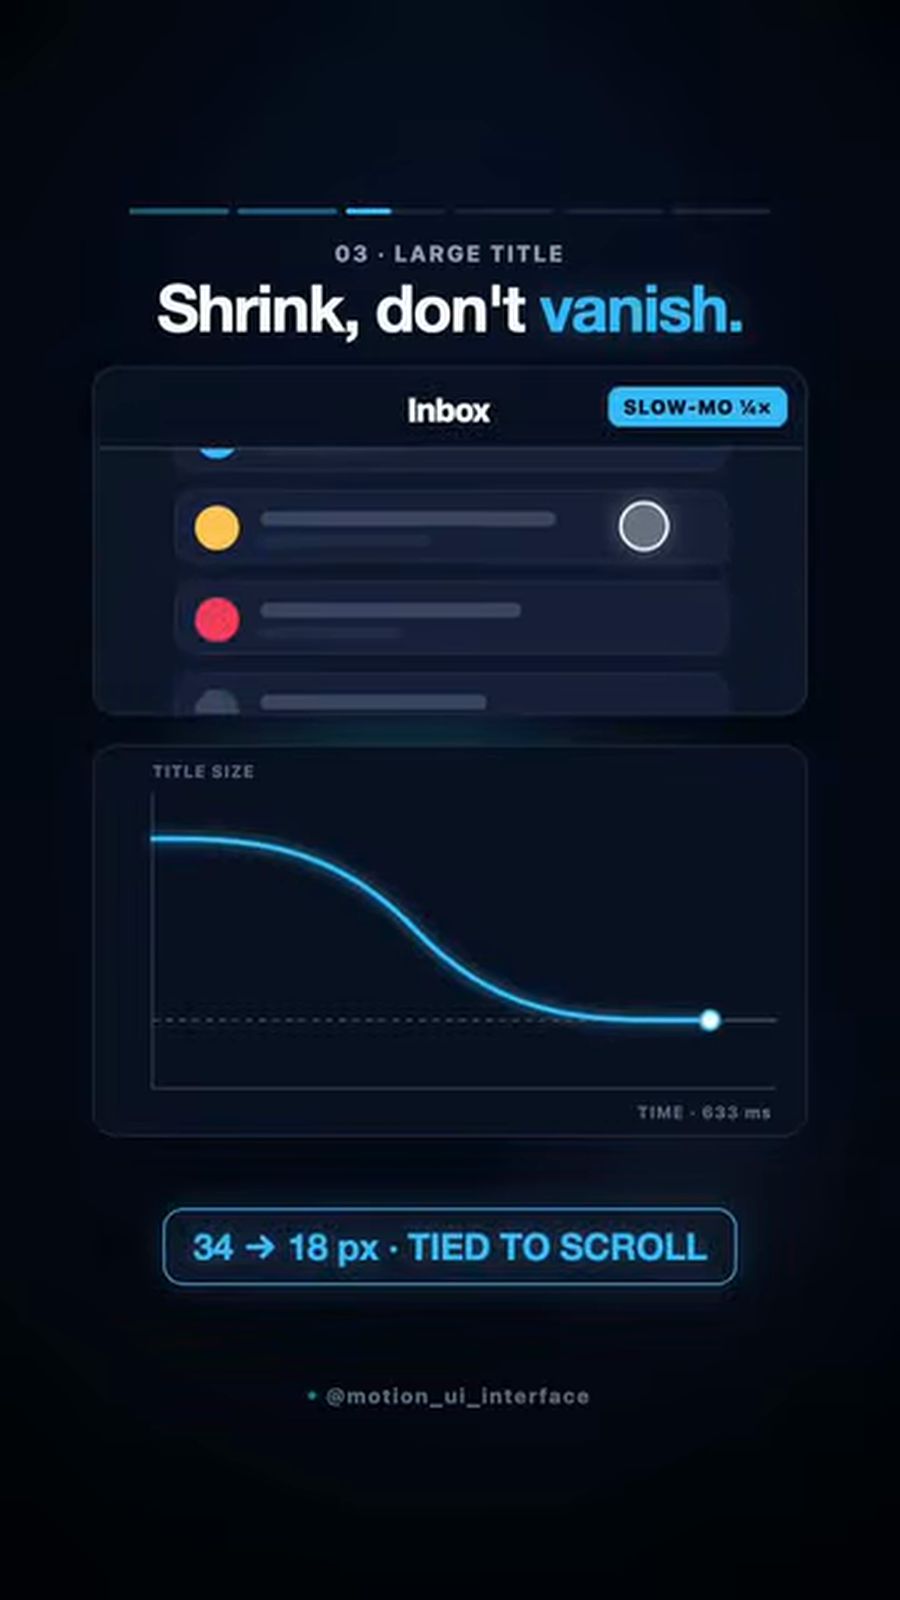 03 · LARGE TITLE
Shrink, don't vanish.
Inbox
SLOW-MO ¼×
TITLE SIZE
TIME · 633 ms
34 → 18 px · TIED TO SCROLL
@motion_ui_interface